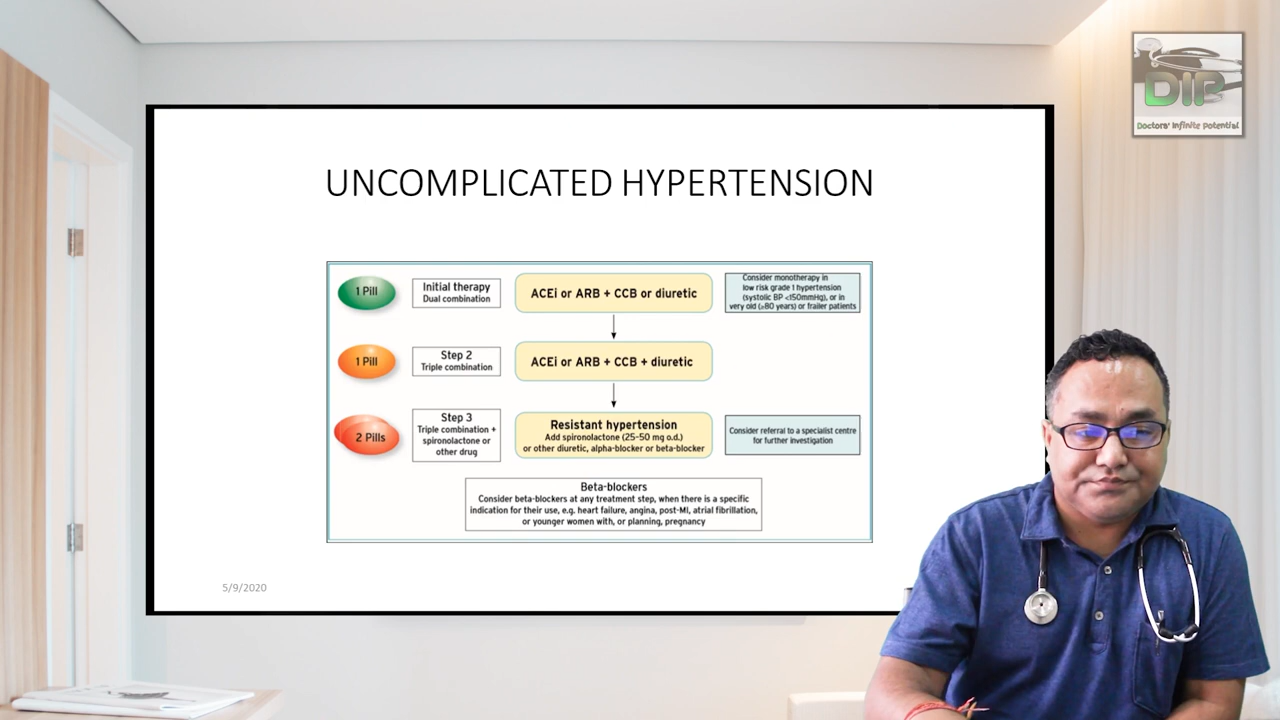 DIP
Doctors' Infinite Potential
UNCOMPLICATED HYPERTENSION
1 Pill
Initial therapy
Dual combination
ACEi or ARB + CCB or diuretic
Consider monotherapy in
low risk grade 1 hypertension
(systolic BP <150mmHg), or in
very old (≥80 years) or frailer patients
1 Pill
Step 2
Triple combination
ACEi or ARB + CCB + diuretic
2 Pills
Step 3
Triple combination +
spironolactone or
other drug
Resistant hypertension
Add spironolactone (25-50 mg o.d.)
or other diuretic, alpha-blocker or beta-blocker
Consider referral to a specialist centre
for further investigation
Beta-blockers
Consider beta-blockers at any treatment step, when there is a specific
indication for their use, e.g. heart failure, angina, post-MI, atrial fibrillation,
or younger women with, or planning, pregnancy
5/9/2020